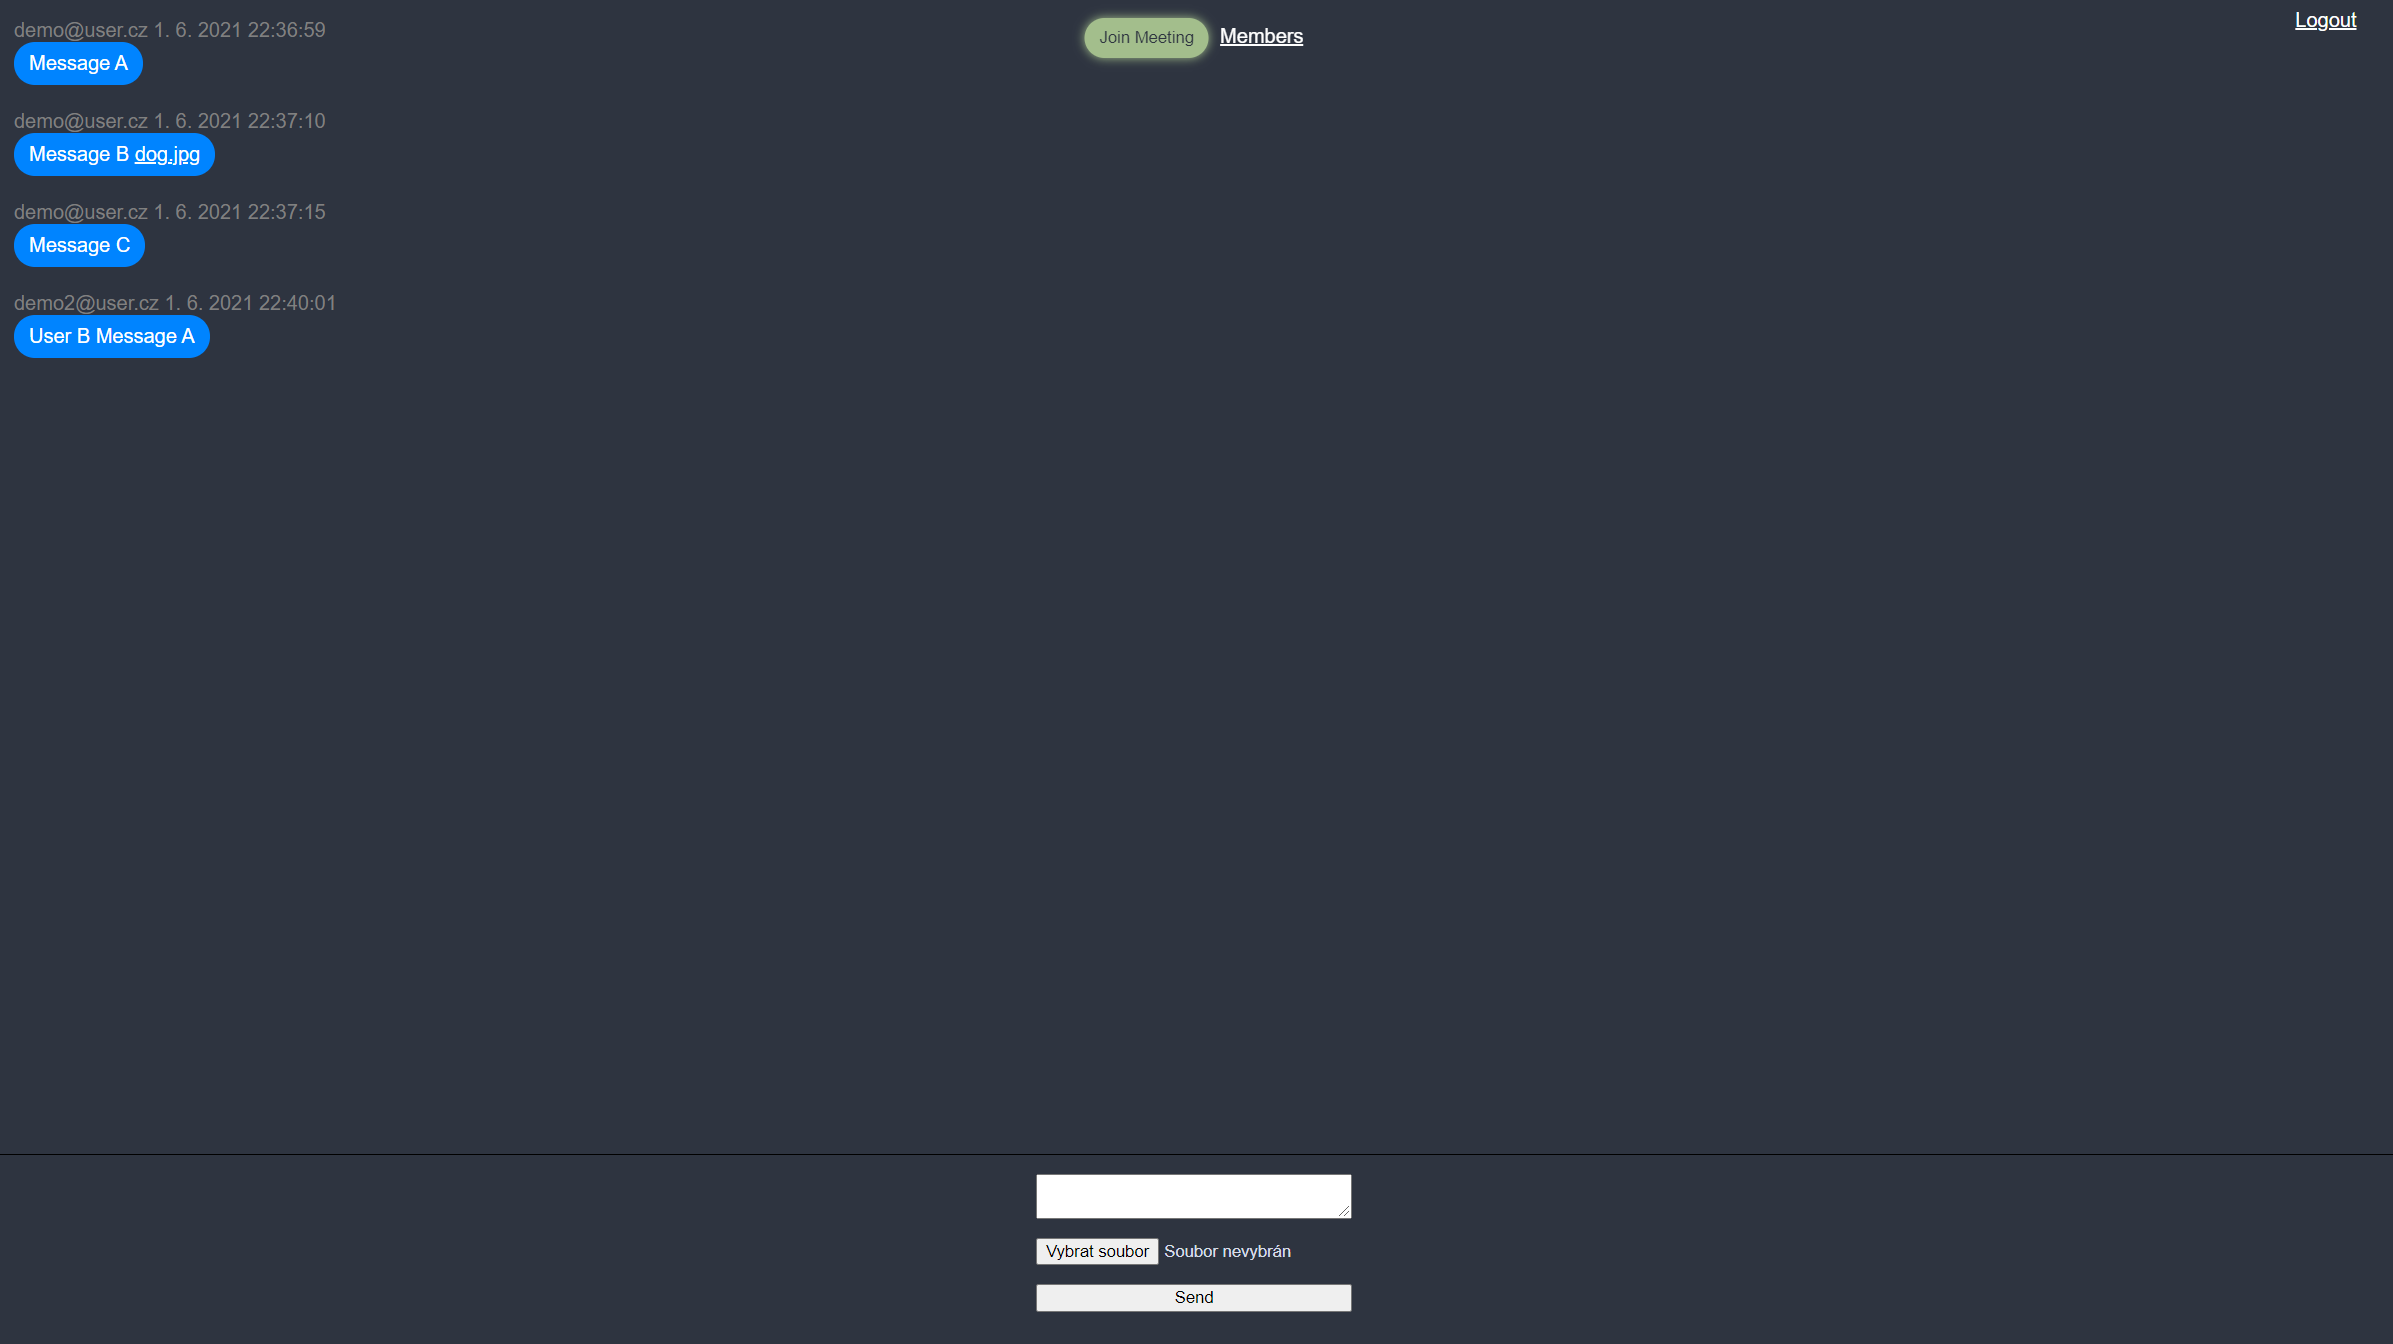 demo@user.cz 1. 6. 2021 22:36:59
Message A
demo@user.cz 1. 6. 2021 22:37:10
Message B dog.jpg
demo@user.cz 1. 6. 2021 22:37:15
Message C
demo2@user.cz 1. 6. 2021 22:40:01
User B Message A
Join Meeting Members
Logout
Vybrat soubor Soubor nevybrán
Send